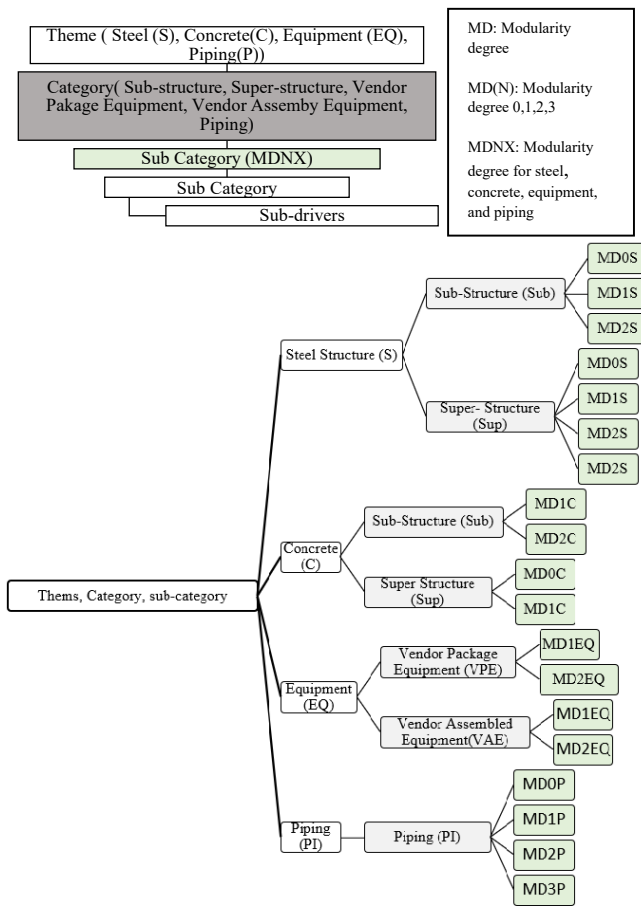 Theme ( Steel (S), Concrete(C), Equipment (EQ),
Piping(P))
Category( Sub-structure, Super-structure, Vendor
Pakage Equipment, Vendor Assemby Equipment,
Piping)
Sub Category (MDNX)
Sub Category
Sub-drivers
MD: Modularity
degree
MD(N): Modularity
degree 0,1,2,3
MDNX: Modularity
degree for steel,
concrete, equipment,
and piping
Thems, Category, sub-category
Steel Structure (S)
Sub-Structure (Sub)
MD0S
MD1S
MD2S
Super- Structure
(Sup)
MD0S
MD1S
MD2S
MD2S
Concrete
(C)
Sub-Structure (Sub)
MD1C
MD2C
Super Structure
(Sup)
MD0C
MD1C
Equipment
(EQ)
Vendor Package
Equipment (VPE)
MD1EQ
MD2EQ
Vendor Assembled
Equipment(VAE)
MD1EQ
MD2EQ
Piping
(PI)
Piping (PI)
MD0P
MD1P
MD2P
MD3P